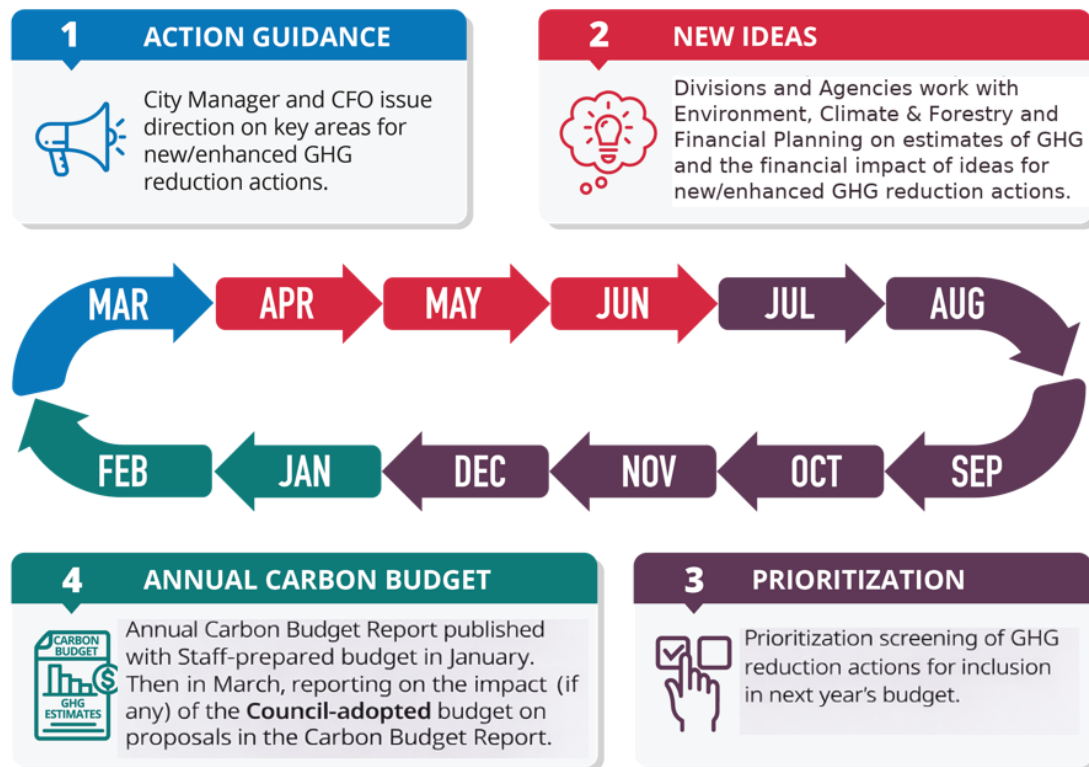 1 ACTION GUIDANCE
City Manager and CFO issue
direction on key areas for
new/enhanced GHG
reduction actions.
2 NEW IDEAS
Divisions and Agencies work with
Environment, Climate & Forestry and
Financial Planning on estimates of GHG
and the financial impact of ideas for
new/enhanced GHG reduction actions.
MAR APR MAY JUN JUL AUG
FEB JAN DEC NOV OCT SEP
4 ANNUAL CARBON BUDGET
CARBON
BUDGET
$
GHG
ESTIMATES
Annual Carbon Budget Report published
with Staff-prepared budget in January.
Then in March, reporting on the impact (if
any) of the Council-adopted budget on
proposals in the Carbon Budget Report.
3 PRIORITIZATION
Prioritization screening of GHG
reduction actions for inclusion
in next year's budget.